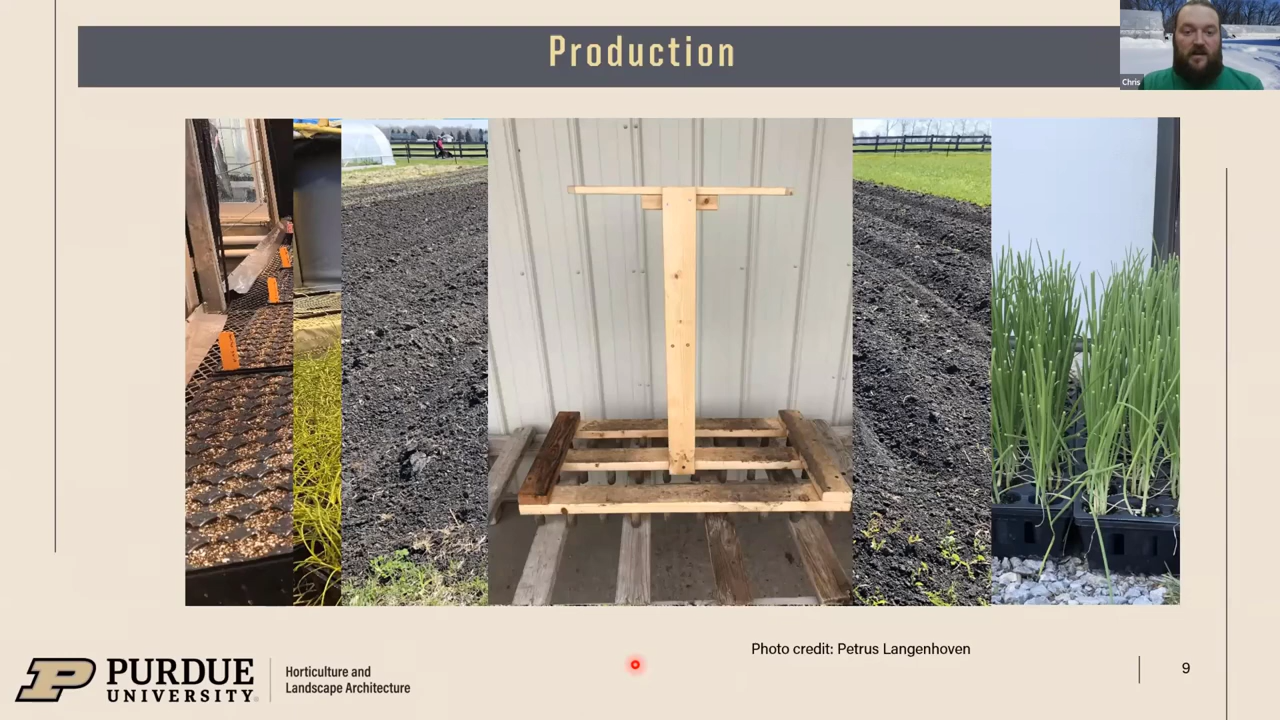 Production
Chris
Photo credit: Petrus Langenhoven
PURDUE
UNIVERSITY
Horticulture and
Landscape Architecture
9